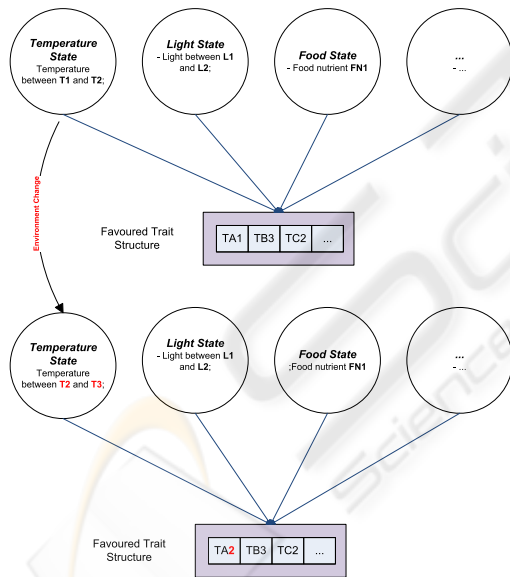 Temperature
State
Temperature
between T1 and T2;
Light State
- Light between L1
and L2;
Food State
- Food nutrient FN1
...
- ...
Environment Change
Favoured Trait
Structure
TA1 TB3 TC2 ...
Temperature
State
Temperature
between T2 and T3;
Light State
- Light between L1
and L2;
Food State
;Food nutrient FN1
...
- ...
Favoured Trait
Structure
TA2 TB3 TC2 ...
Science